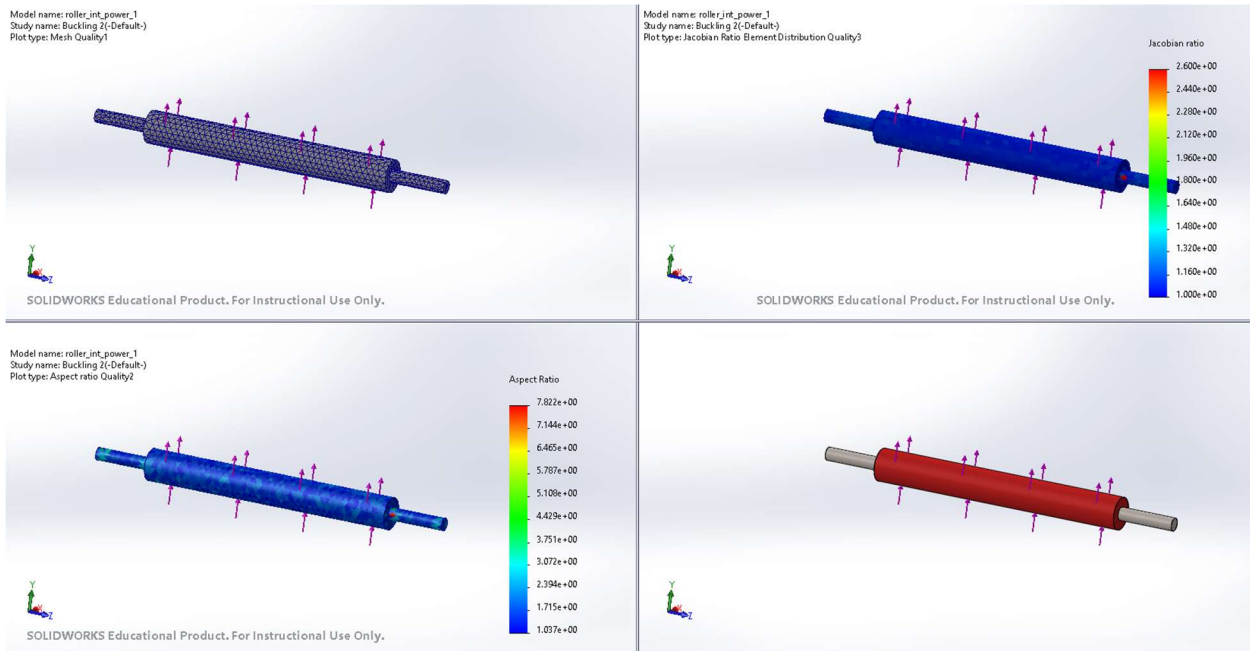 Model name: roller_int_power_1
Study name: Buckling 2(-Default-)
Plot type: Mesh Quality1
Y
X
Z
SOLIDWORKS Educational Product. For Instructional Use Only.
Model name: roller_int_power_1
Study name: Buckling 2(-Default-)
Plot type: Jacobian Ratio Element Distribution Quality3
Jacobian ratio
2.600e+00
2.440e+00
2.280e+00
2.120e+00
1.960e+00
1.800e+00
1.640e+00
1.480e+00
1.320e+00
1.160e+00
1.000e+00
Y
X
Z
SOLIDWORKS Educational Product. For Instructional Use Only.
Model name: roller_int_power_1
Study name: Buckling 2(-Default-)
Plot type: Aspect ratio Quality2
Aspect Ratio
7.822e+00
7.144e+00
6.465e+00
5.787e+00
5.108e+00
4.429e+00
3.751e+00
3.072e+00
2.394e+00
1.715e+00
1.037e+00
Y
X
Z
SOLIDWORKS Educational Product. For Instructional Use Only.
Y
X
Z